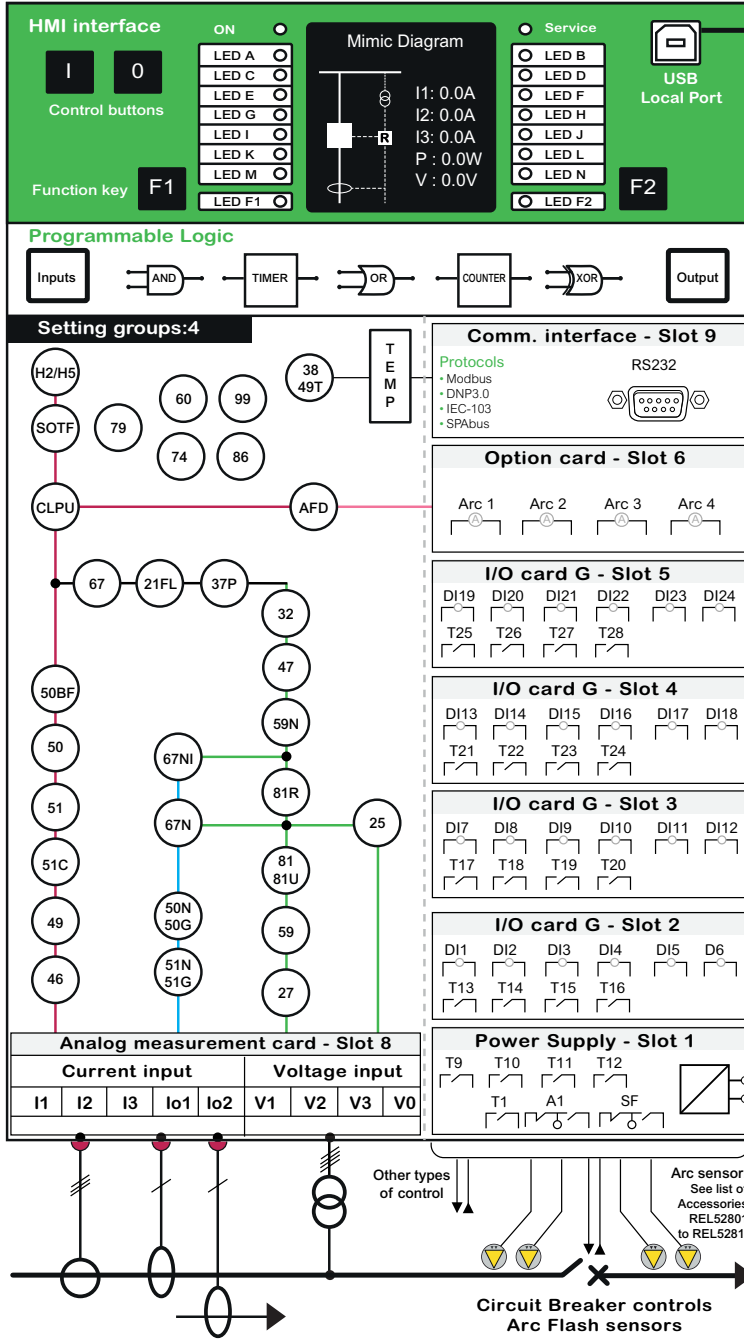 HMI interface
ON
Service
I
0
Control buttons
LED A
LED C
LED E
LED G
LED I
LED K
LED M
LED F1
Function key
F1
Mimic Diagram
R
I1: 0.0A
I2: 0.0A
I3: 0.0A
P : 0.0W
V : 0.0V
LED B
LED D
LED F
LED H
LED J
LED L
LED N
LED F2
F2
USB
Local Port
Programmable Logic
Inputs
AND
TIMER
OR
COUNTER
XOR
Output
Setting groups:4
H2/H5
SOTF
79
60
99
74
86
38
49T
T
E
M
P
CLPU
AFD
67
21FL
37P
32
47
59N
50BF
50
67NI
81R
51
67N
25
51C
81
81U
50N
50G
49
59
51N
51G
46
27
Comm. interface - Slot 9
Protocols
• Modbus
• DNP3.0
• IEC-103
• SPAbus
RS232
Option card - Slot 6
Arc 1 Arc 2 Arc 3 Arc 4
A A A A
I/O card G - Slot 5
DI19 DI20 DI21 DI22 DI23 DI24
T25 T26 T27 T28
I/O card G - Slot 4
DI13 DI14 DI15 DI16 DI17 DI18
T21 T22 T23 T24
I/O card G - Slot 3
DI7 DI8 DI9 DI10 DI11 DI12
T17 T18 T19 T20
I/O card G - Slot 2
DI1 DI2 DI3 DI4 DI5 D6
T13 T14 T15 T16
Power Supply - Slot 1
T9 T10 T11 T12
T1 A1 SF
Analog measurement card - Slot 8
Current input Voltage input
I1 I2 I3 Io1 Io2 V1 V2 V3 V0
Other types
of control
Arc sensor
See list of
Accessories
REL52801
to REL5281
Circuit Breaker controls
Arc Flash sensors